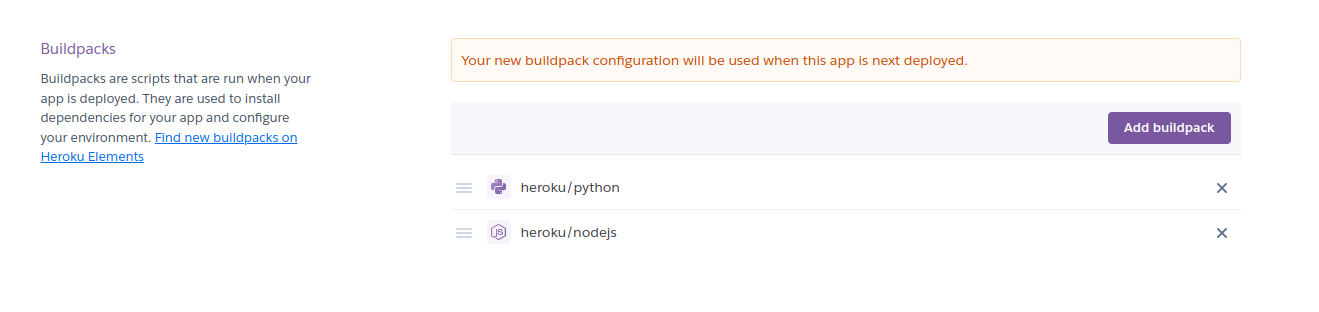 Buildpacks
Buildpacks are scripts that are run when your
app is deployed. They are used to install
dependencies for your app and configure
your environment. Find new buildpacks on
Heroku Elements
Your new buildpack configuration will be used when this app is next deployed.
Add buildpack
heroku/python
JS heroku/nodejs